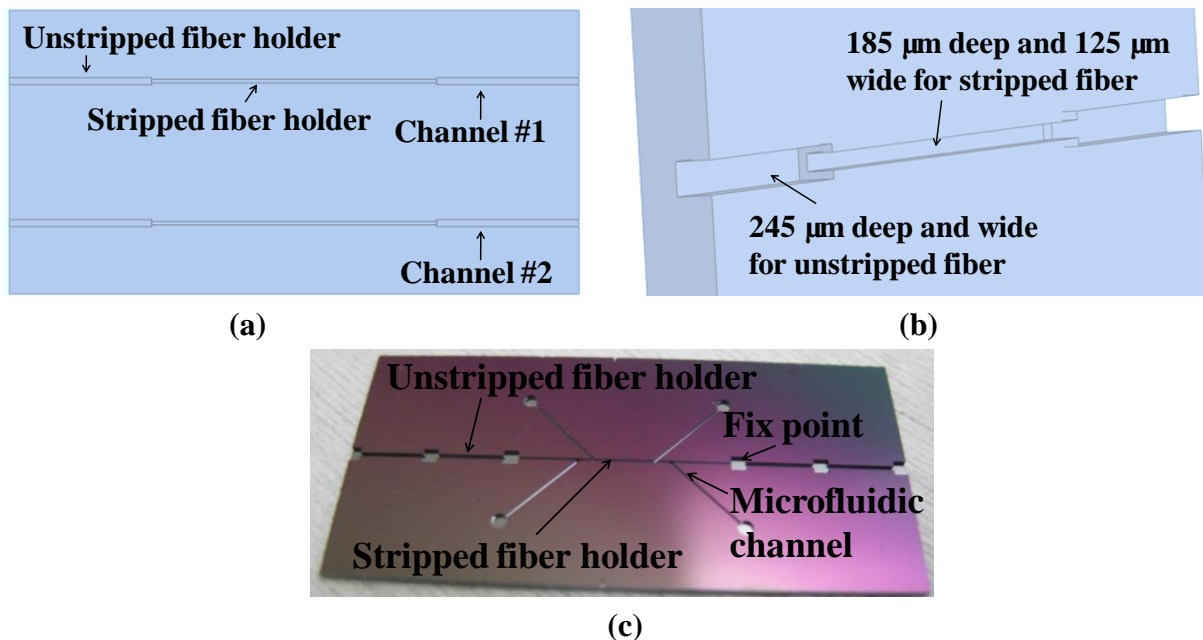 Unstripped fiber holder
Stripped fiber holder
Channel #1
Channel #2
(a)
185 μm deep and 125 μm
wide for stripped fiber
245 μm deep and wide
for unstripped fiber
(b)
Unstripped fiber holder
Fix point
Microfluidic
channel
Stripped fiber holder
(c)